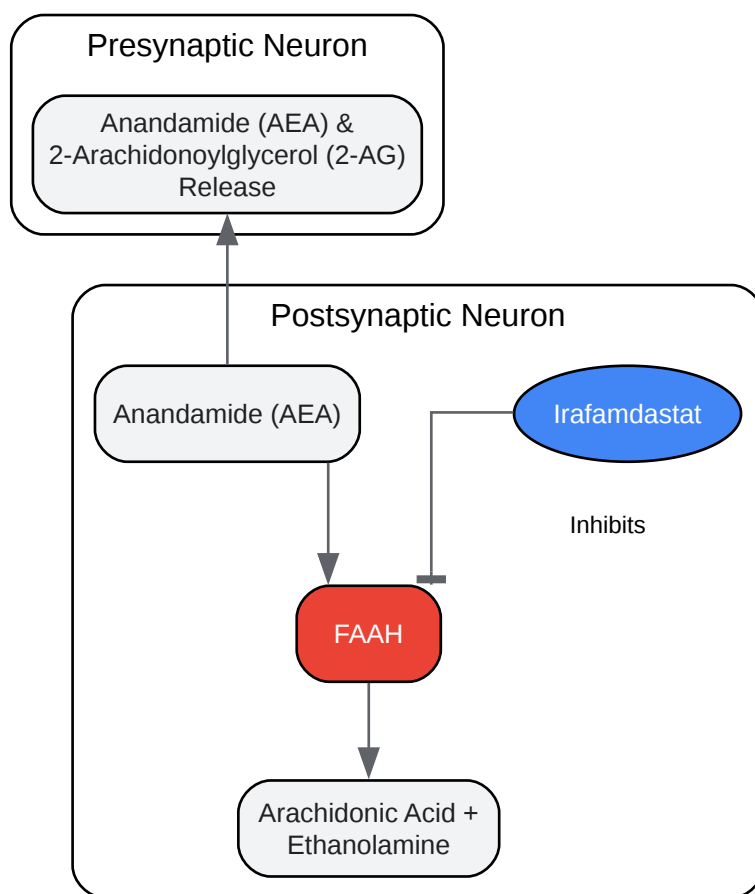 Presynaptic Neuron
Anandamide (AEA) &
2-Arachidonoylglycerol (2-AG)
Release
Postsynaptic Neuron
Anandamide (AEA)
Irafamdastat
Inhibits
FAAH
Arachidonic Acid +
Ethanolamine